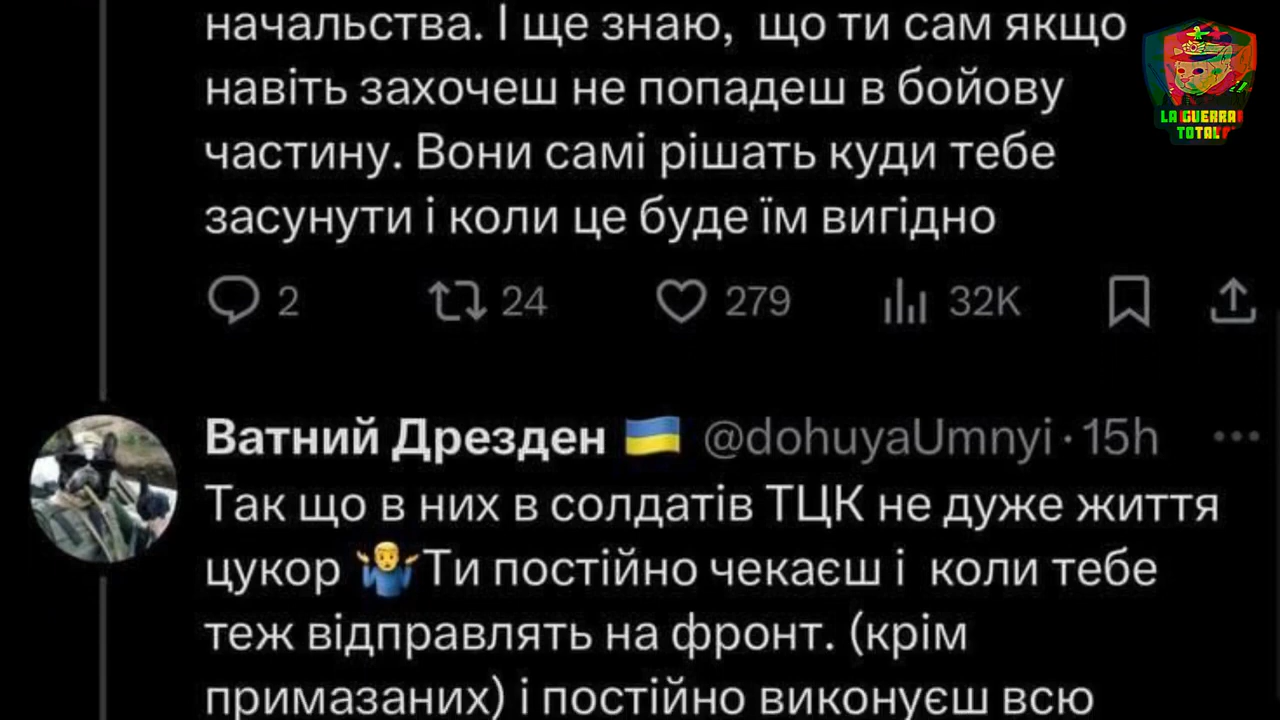 начальства. І ще знаю,  що ти сам якщо
навіть захочеш не попадеш в бойову
частину. Вони самі рішать куди тебе
засунути і коли це буде їм вигідно
2 24 279 32K
Ватний Дрезден 🇺🇦 @dohuyaUmnyi · 15h
Так що в них в солдатів ТЦК не дуже життя
цукор 🤷‍♂️Ти постійно чекаєш і  коли тебе
теж відправлять на фронт. (крім
примазаних) і постійно виконуєш всю
LA GUERRA
TOTAL